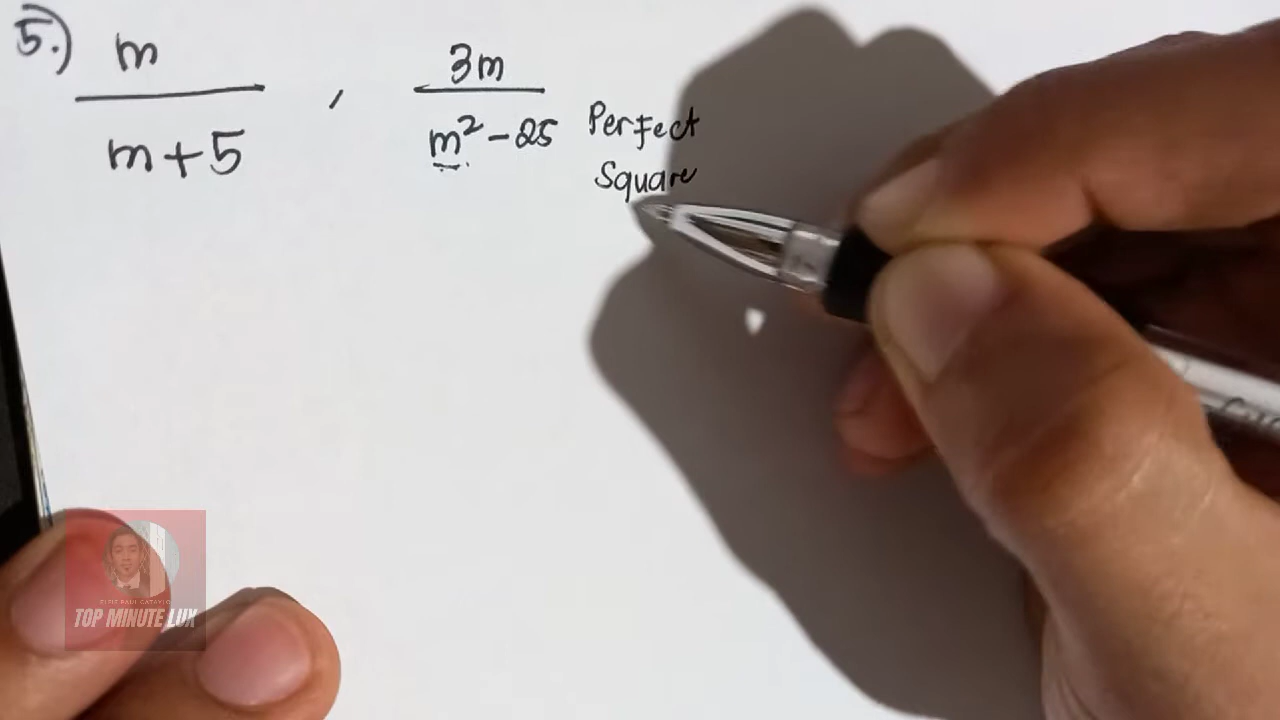 5.) m/(m+5) , 3m/(m²-25)
Perfect
Square
TOP MINUTE LUX